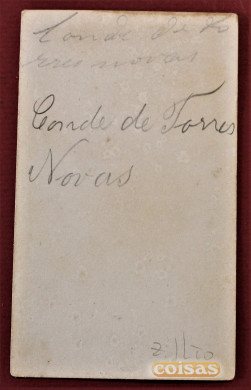 Conde de To
rres novas
Conde de Torres
Novas
coisas